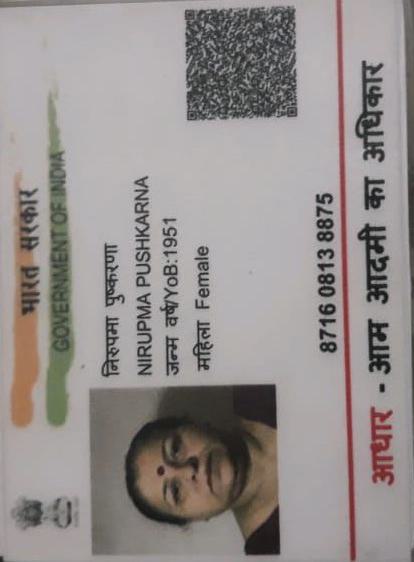 भारत सरकार
GOVERNMENT OF INDIA
निरुपमा पुष्करणा
NIRUPMA PUSHKARNA
जन्म वर्ष/YoB:1951
महिला Female
8716 0813 8875
आधार - आम आदमी का अधिकार